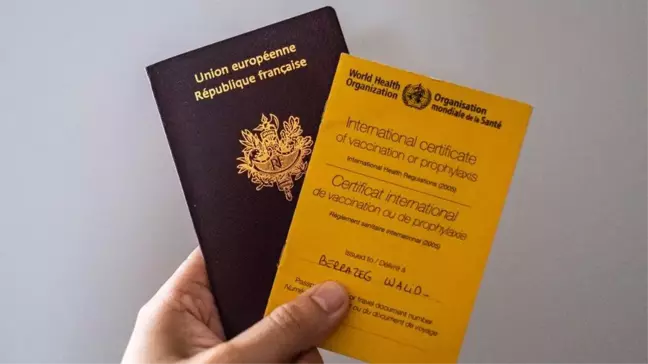 Union européenne
République française
World Health
Organization
Organisation
mondiale de la Santé
International certificate
of vaccination or prophylaxis
International Health Regulations (2005)
Certificat international
de vaccination ou de prophylaxie
Règlement sanitaire international (2005)
Issued to / Délivré à
BERRAZEG WALID
or travel document number
ou du document de voyage